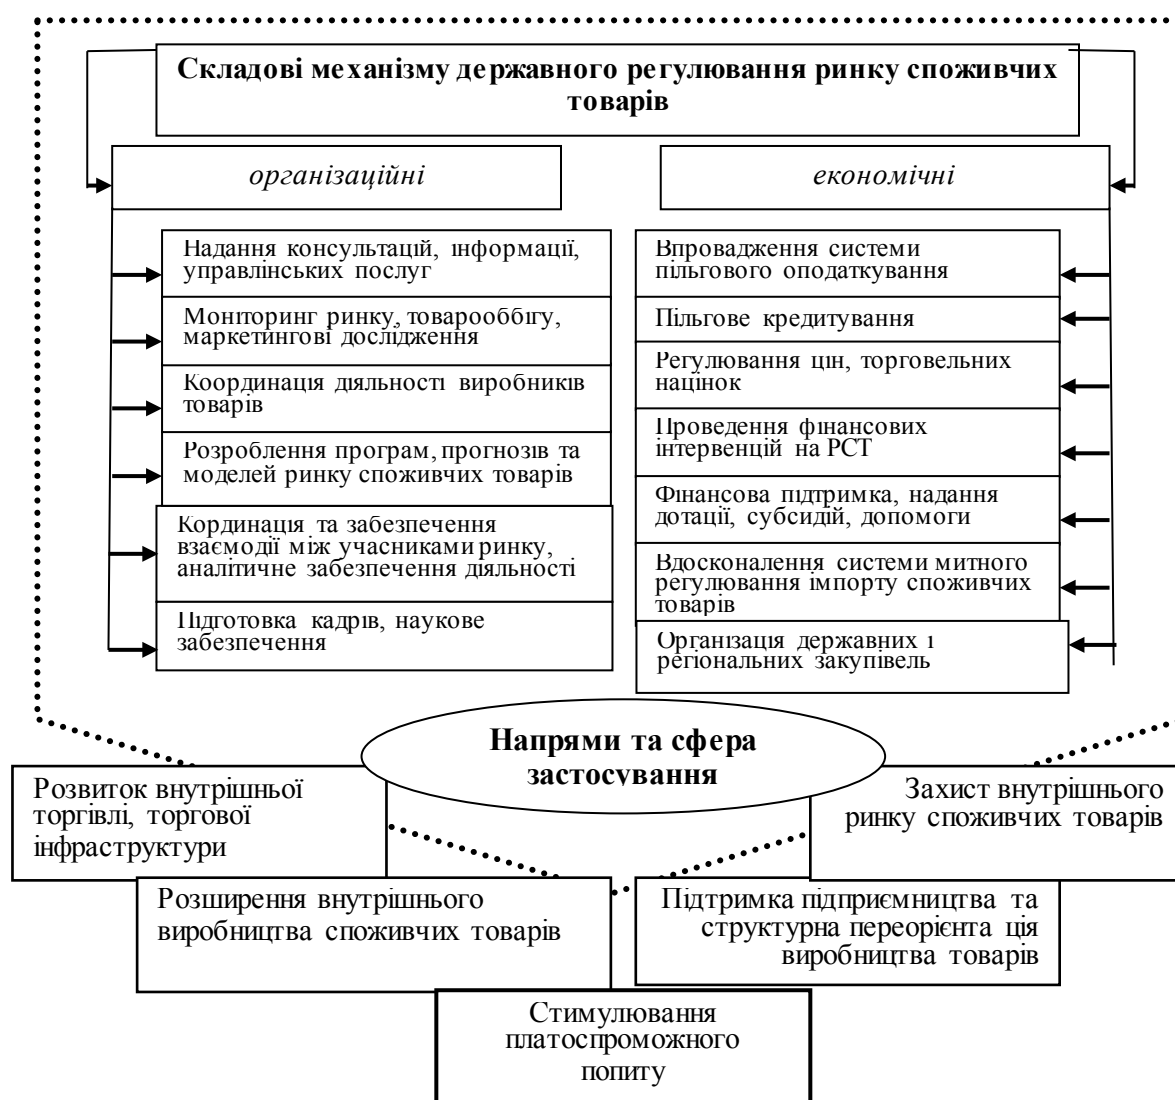 Складові механізму державного регулювання ринку споживчих
товарів
організаційні
Надання консультацій, інформації,
управлінських послуг
Моніторинг ринку, товарооббігу,
маркетингові дослідження
Координація діяльності виробників
товарів
Розроблення програм, прогнозів та
моделей ринку споживчих товарів
Кординація та забезпечення
взаємодії між учасниками ринку,
аналітичне забезпечення діяльності
Підготовка кадрів, наукове
забезпечення
економічні
Впровадження системи
пільгового оподаткування
Пільгове кредитування
Регулювання цін, торговельних
націнок
Проведення фінансових
інтервенцій на РСТ
Фінансова підтримка, надання
дотації, субсидій, допомоги
Вдосконалення системи митного
регулювання імпорту споживчих
товарів
Організація державних і
регіональних закупівель
Напрями та сфера
застосування
Розвиток внутрішньої
торгівлі, торгової
інфраструктури
Захист внутрішнього
ринку споживчих товарів
Розширення внутрішнього
виробництва споживчих товарів
Підтримка підприємництва та
структурна переорієнта ція
виробництва товарів
Стимулювання
платоспроможного
попиту